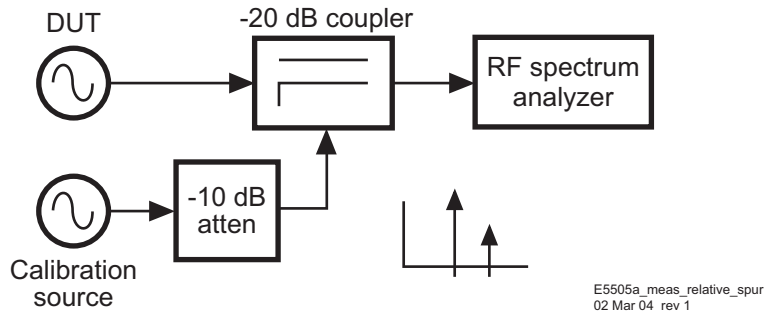 DUT
-20 dB coupler
RF spectrum
analyzer
-10 dB
atten
Calibration
source
E5505a_meas_relative_spur
02 Mar 04 rev 1